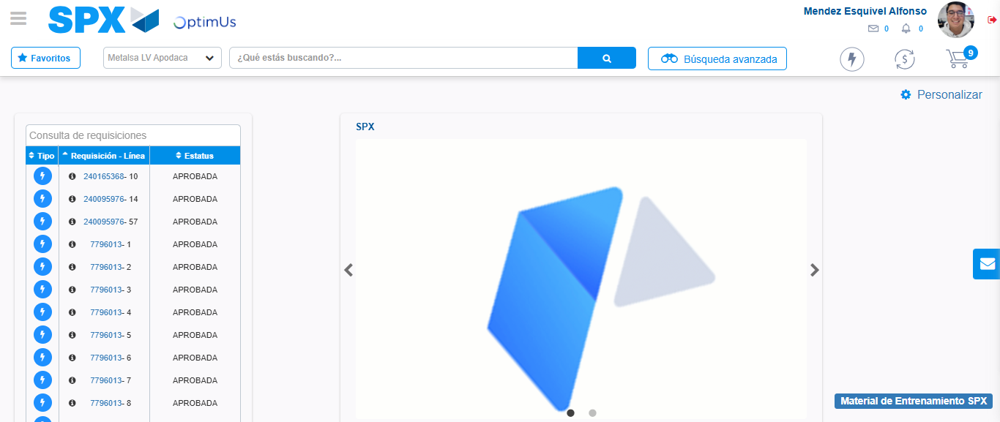 SPX OptimUs
Mendez Esquivel Alfonso
0 0
Favoritos
Metalsa LV Apodaca
¿Qué estás buscando?...
Búsqueda avanzada
$
9
Personalizar
Consulta de requisiciones
Tipo Requisición - Línea Estatus
240165368- 10 APROBADA
240095976- 14 APROBADA
240095976- 57 APROBADA
7796013- 1 APROBADA
7796013- 2 APROBADA
7796013- 3 APROBADA
7796013- 4 APROBADA
7796013- 5 APROBADA
7796013- 6 APROBADA
7796013- 7 APROBADA
7796013- 8 APROBADA
SPX
Material de Entrenamiento SPX